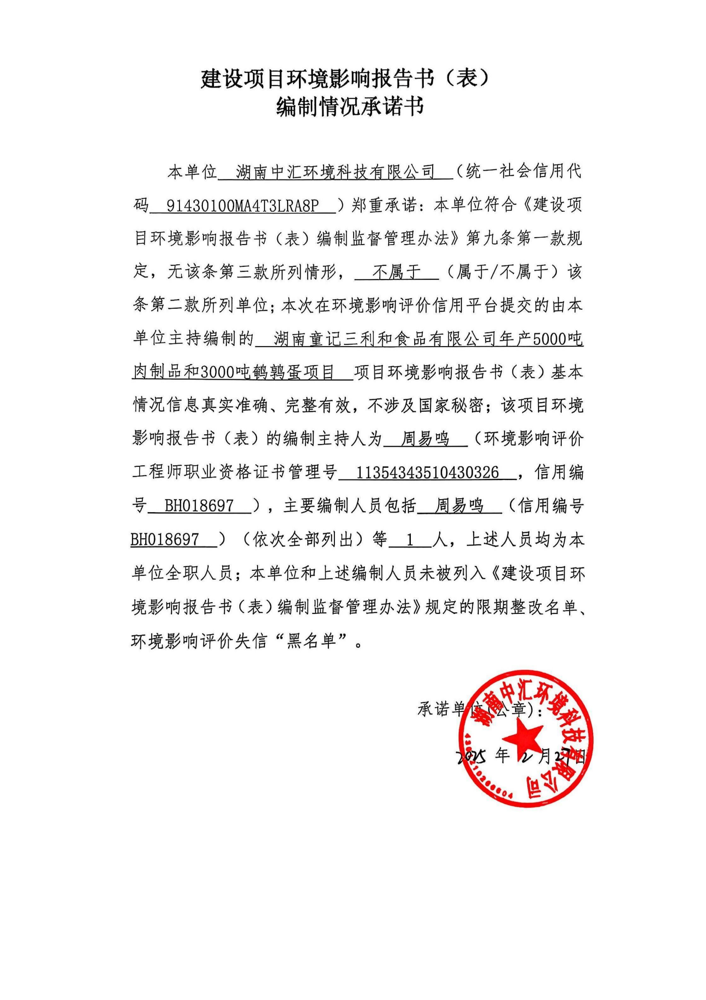 建设项目环境影响报告书（表）
编制情况承诺书
本单位 湖南中汇环境科技有限公司 （统一社会信用代
码 91430100MA4T3LRA8P ）郑重承诺：本单位符合《建设项
目环境影响报告书（表）编制监督管理办法》第九条第一款规
定，无该条第三款所列情形， 不属于 （属于/不属于）该
条第二款所列单位；本次在环境影响评价信用平台提交的由本
单位主持编制的 湖南童记三利和食品有限公司年产5000吨
肉制品和3000吨鹌鹑蛋项目 项目环境影响报告书（表）基本
情况信息真实准确、完整有效，不涉及国家秘密；该项目环境
影响报告书（表）的编制主持人为 周易鸣 （环境影响评价
工程师职业资格证书管理号 11354343510430326 ，信用编
号 BH018697 ），主要编制人员包括 周易鸣 （信用编号
BH018697 ）（依次全部列出）等 1 人，上述人员均为本
单位全职人员；本单位和上述编制人员未被列入《建设项目环
境影响报告书（表）编制监督管理办法》规定的限期整改名单、
环境影响评价失信“黑名单”。
承诺单位(公章)：
2025 年 2 月 27 日
湖南中汇环境科技有限公司